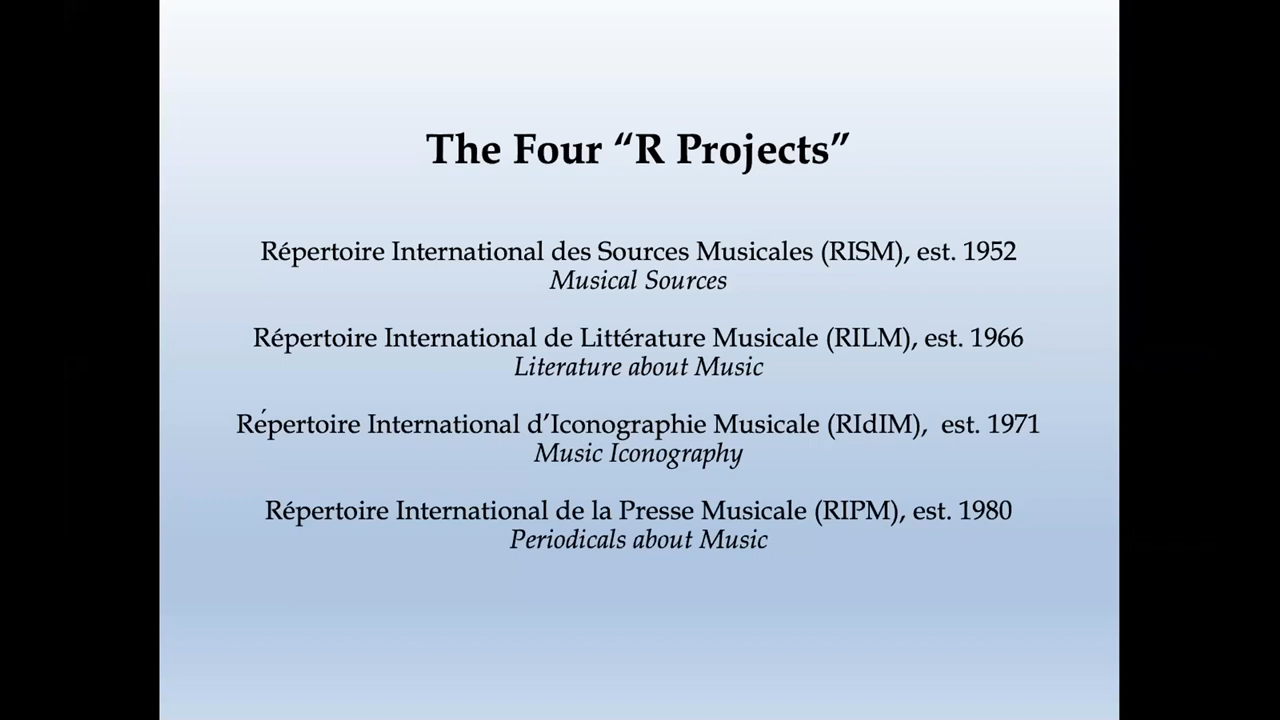 The Four “R Projects”
Répertoire International des Sources Musicales (RISM), est. 1952
Musical Sources
Répertoire International de Littérature Musicale (RILM), est. 1966
Literature about Music
Répertoire International d’Iconographie Musicale (RIdIM),  est. 1971
Music Iconography
Répertoire International de la Presse Musicale (RIPM), est. 1980
Periodicals about Music